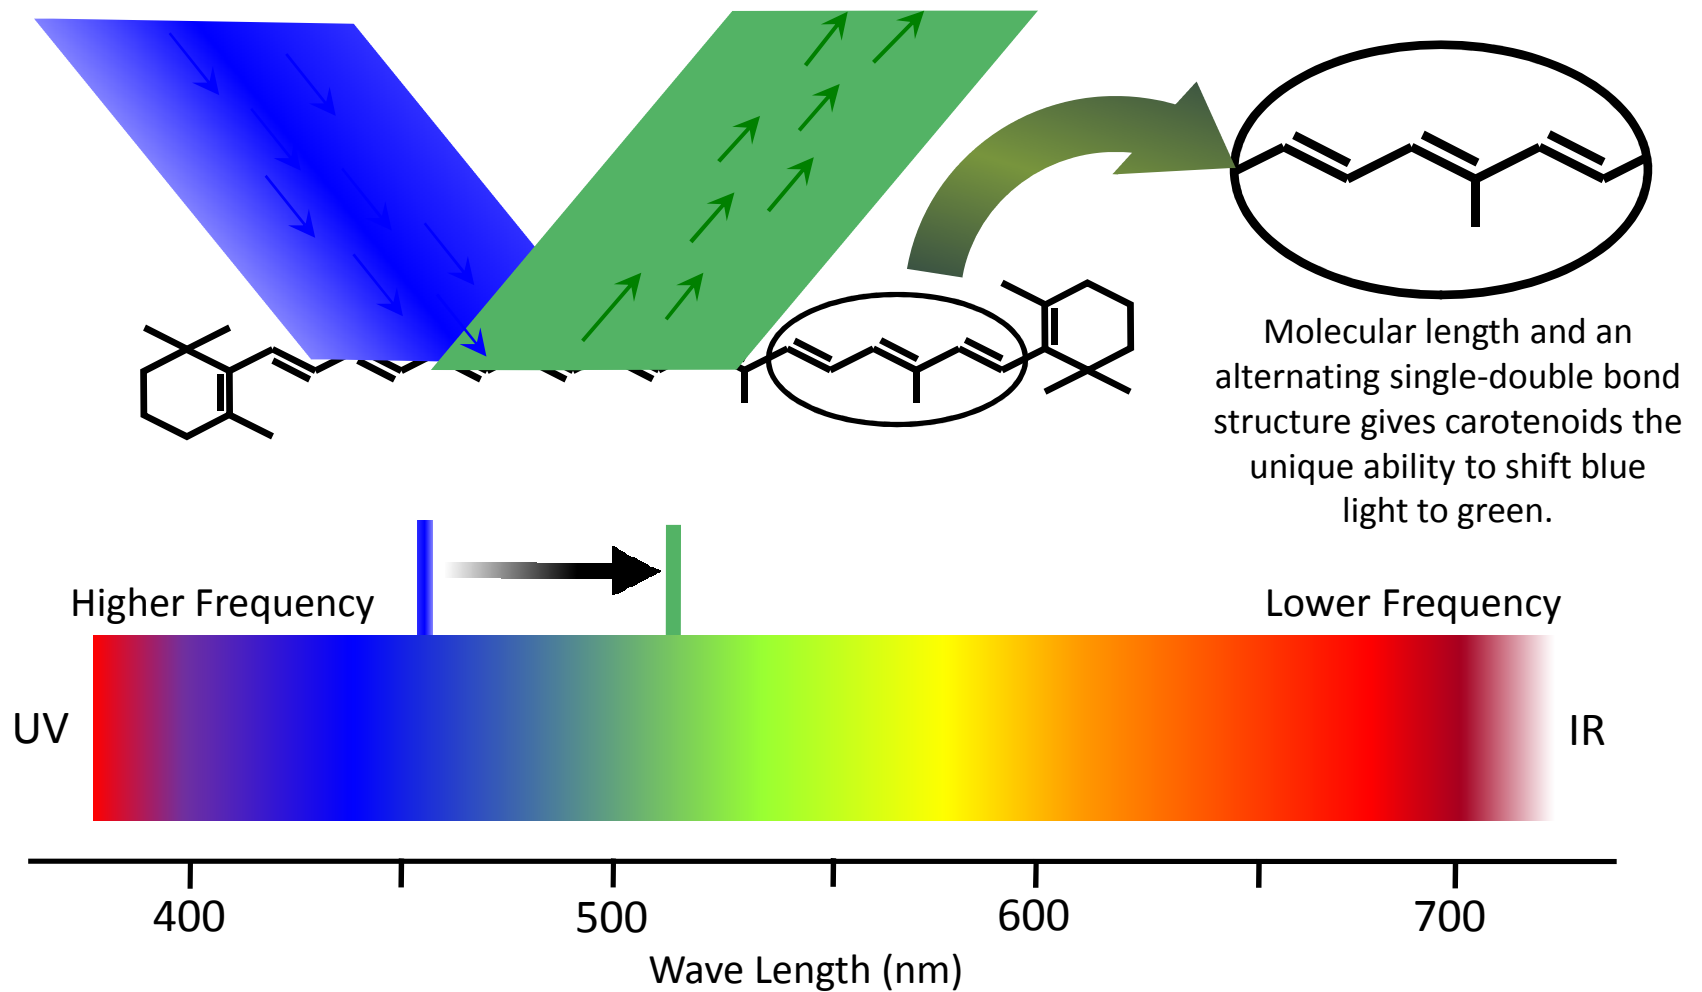 Molecular length and an
alternating single-double bond
structure gives carotenoids the
unique ability to shift blue
light to green.
Higher Frequency
Lower Frequency
UV
IR
400
500
600
700
Wave Length (nm)